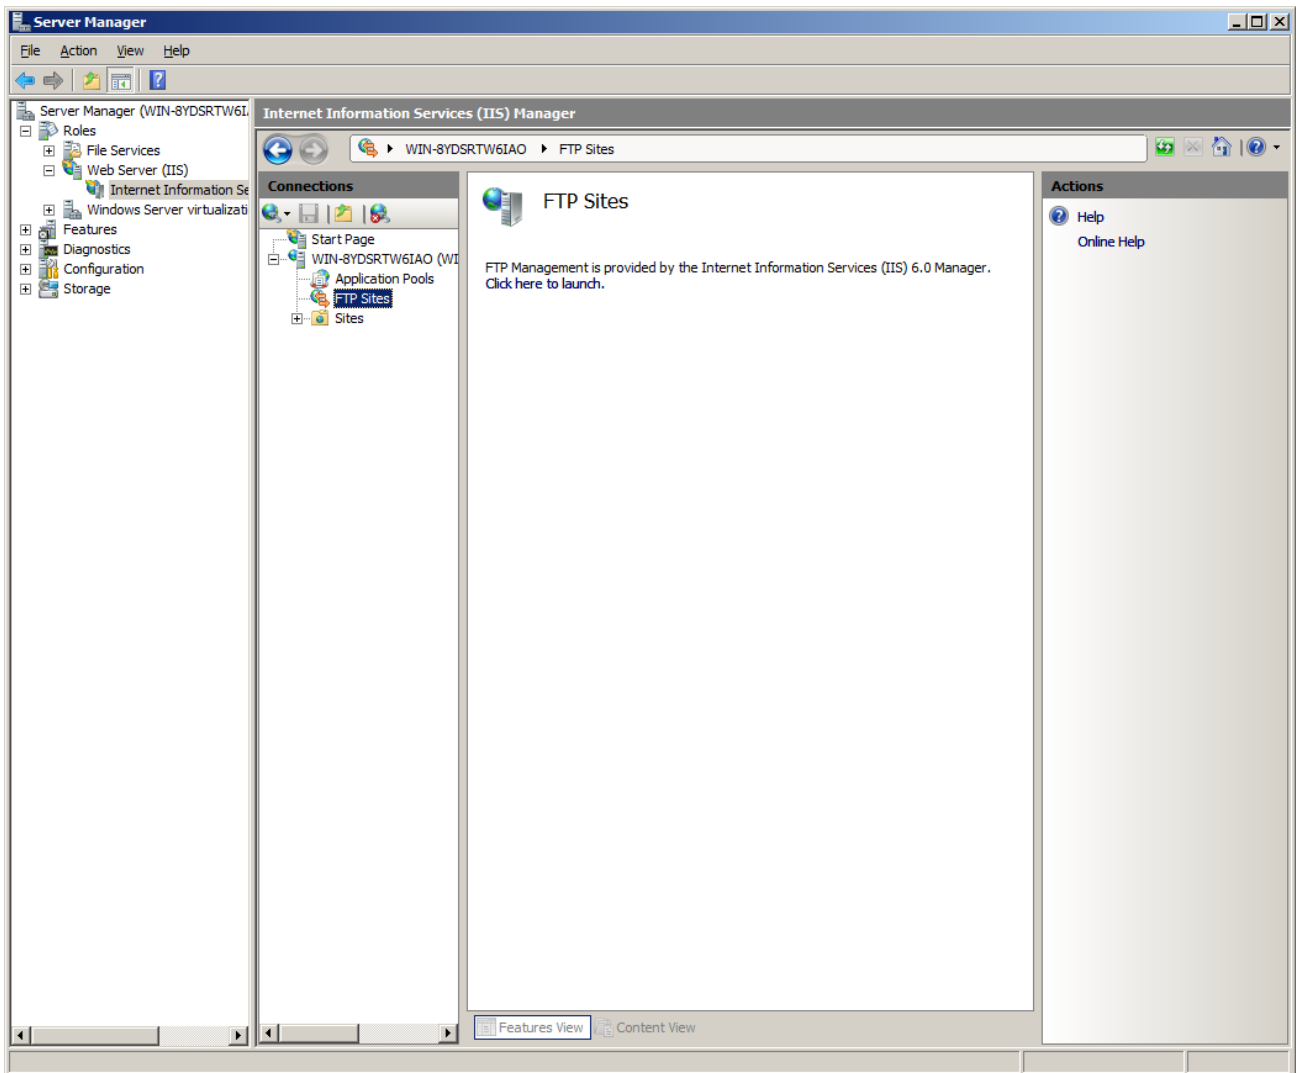 Server Manager
File Action View Help
Server Manager (WIN-8YDSRTW6I
Roles
File Services
Web Server (IIS)
Internet Information Se
Windows Server virtualizati
Features
Diagnostics
Configuration
Storage
Internet Information Services (IIS) Manager
WIN-8YDSRTW6IAO FTP Sites
Connections
Start Page
WIN-8YDSRTW6IAO (WI
Application Pools
FTP Sites
Sites
FTP Sites
FTP Management is provided by the Internet Information Services (IIS) 6.0 Manager.
Click here to launch.
Features View Content View
Actions
Help
Online Help